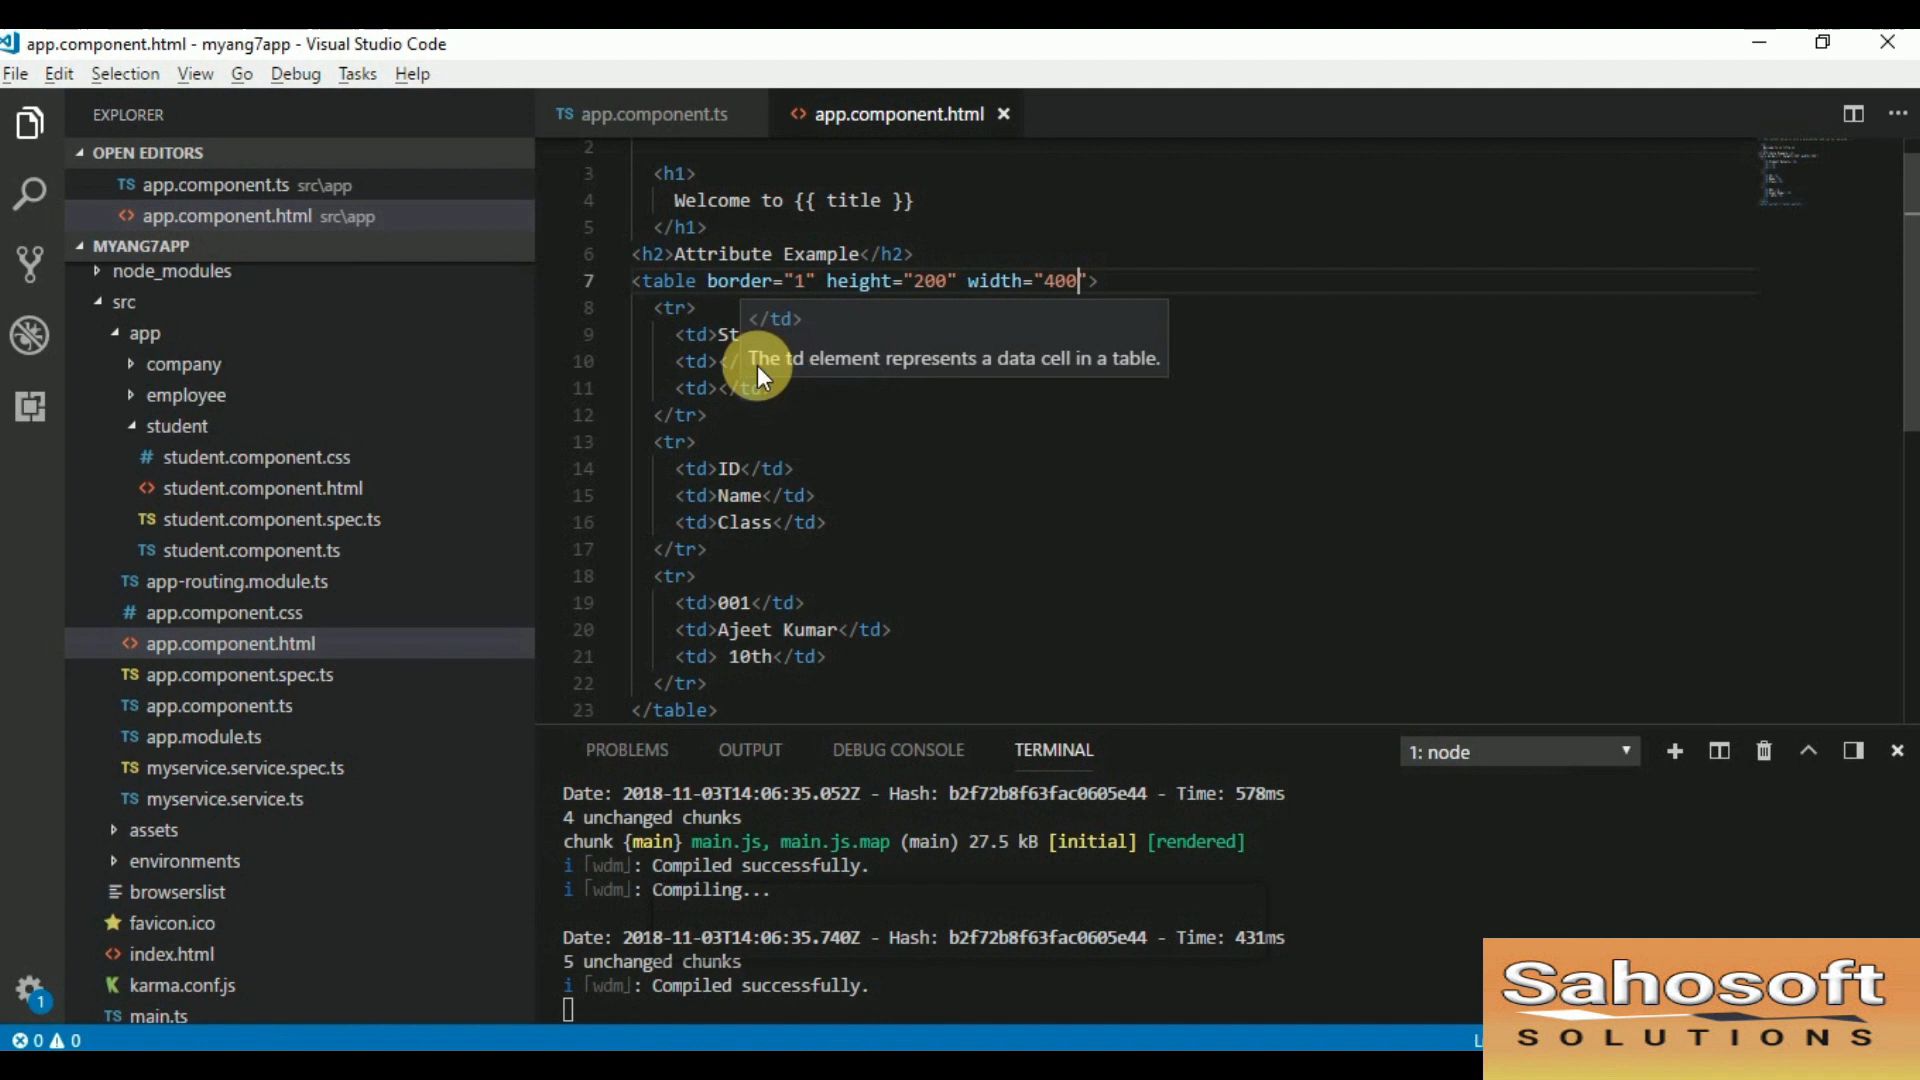 app.component.html - myang7app - Visual Studio Code
File Edit Selection View Go Debug Tasks Help
EXPLORER
OPEN EDITORS
TS app.component.ts src\app
<> app.component.html src\app
MYANG7APP
node_modules
src
app
company
employee
student
# student.component.css
<> student.component.html
TS student.component.spec.ts
TS student.component.ts
TS app-routing.module.ts
# app.component.css
<> app.component.html
TS app.component.spec.ts
TS app.component.ts
TS app.module.ts
TS myservice.service.spec.ts
TS myservice.service.ts
assets
environments
browserslist
favicon.ico
<> index.html
K karma.conf.js
TS main.ts
1
0 0
TS app.component.ts <> app.component.html
2
3 <h1>
4 Welcome to {{ title }}
5 </h1>
6 <h2>Attribute Example</h2>
7 <table border="1" height="200" width="400">
8 <tr>
9 <td>St
10 <td></
11 <td></td>
12 </tr>
13 <tr>
14 <td>ID</td>
15 <td>Name</td>
16 <td>Class</td>
17 </tr>
18 <tr>
19 <td>001</td>
20 <td>Ajeet Kumar</td>
21 <td> 10th</td>
22 </tr>
23 </table>
</td>
The td element represents a data cell in a table.
PROBLEMS OUTPUT DEBUG CONSOLE TERMINAL 1: node
Date: 2018-11-03T14:06:35.052Z - Hash: b2f72b8f63fac0605e44 - Time: 578ms
4 unchanged chunks
chunk {main} main.js, main.js.map (main) 27.5 kB [initial] [rendered]
i ｢wdm｣: Compiled successfully.
i ｢wdm｣: Compiling...
Date: 2018-11-03T14:06:35.740Z - Hash: b2f72b8f63fac0605e44 - Time: 431ms
5 unchanged chunks
i ｢wdm｣: Compiled successfully.
Sahosoft
SOLUTIONS